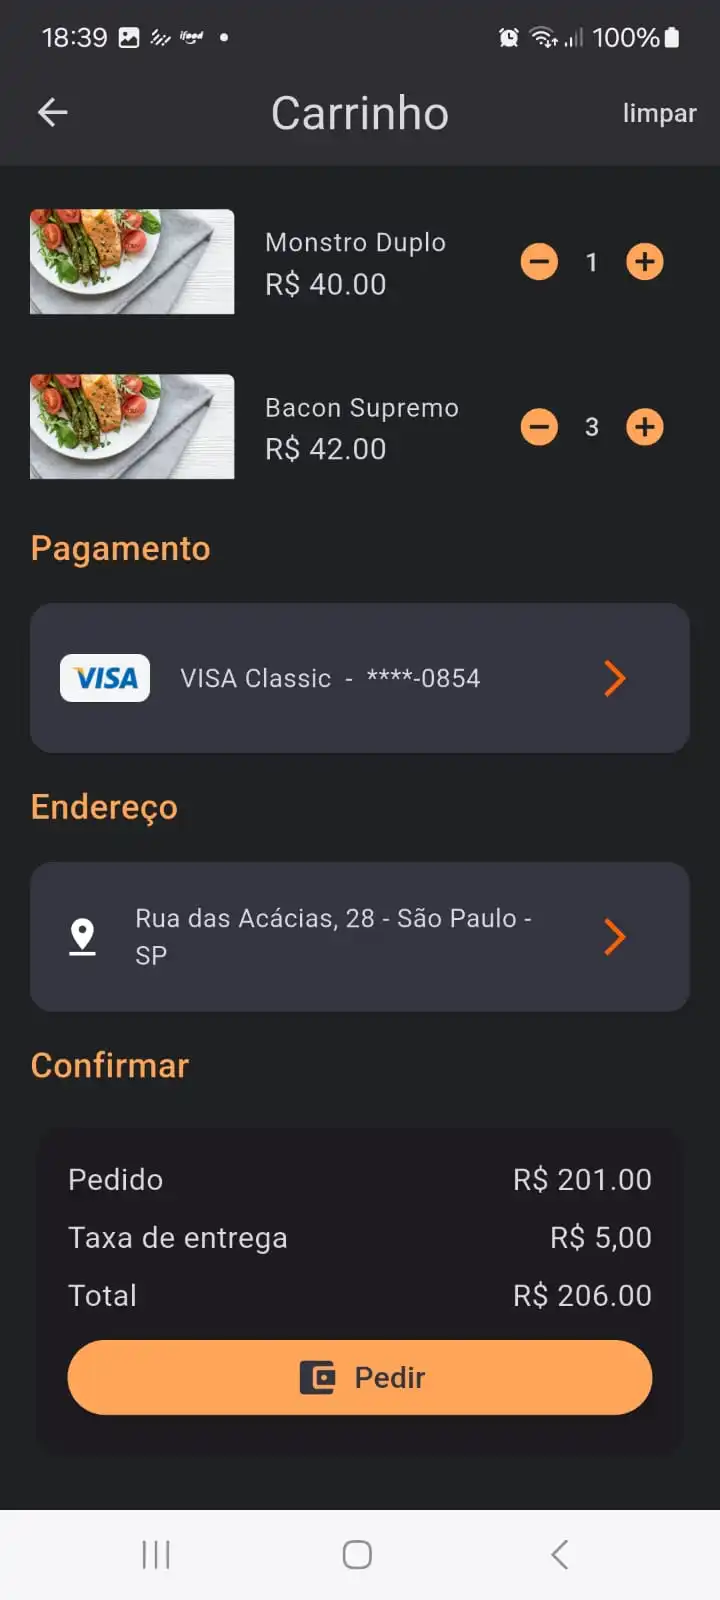 18:39 ifood 100%
Carrinho limpar
Monstro Duplo
R$ 40.00
1
Bacon Supremo
R$ 42.00
3
Pagamento
VISA VISA Classic - ****-0854
Endereço
Rua das Acácias, 28 - São Paulo -
SP
Confirmar
Pedido R$ 201.00
Taxa de entrega R$ 5,00
Total R$ 206.00
Pedir